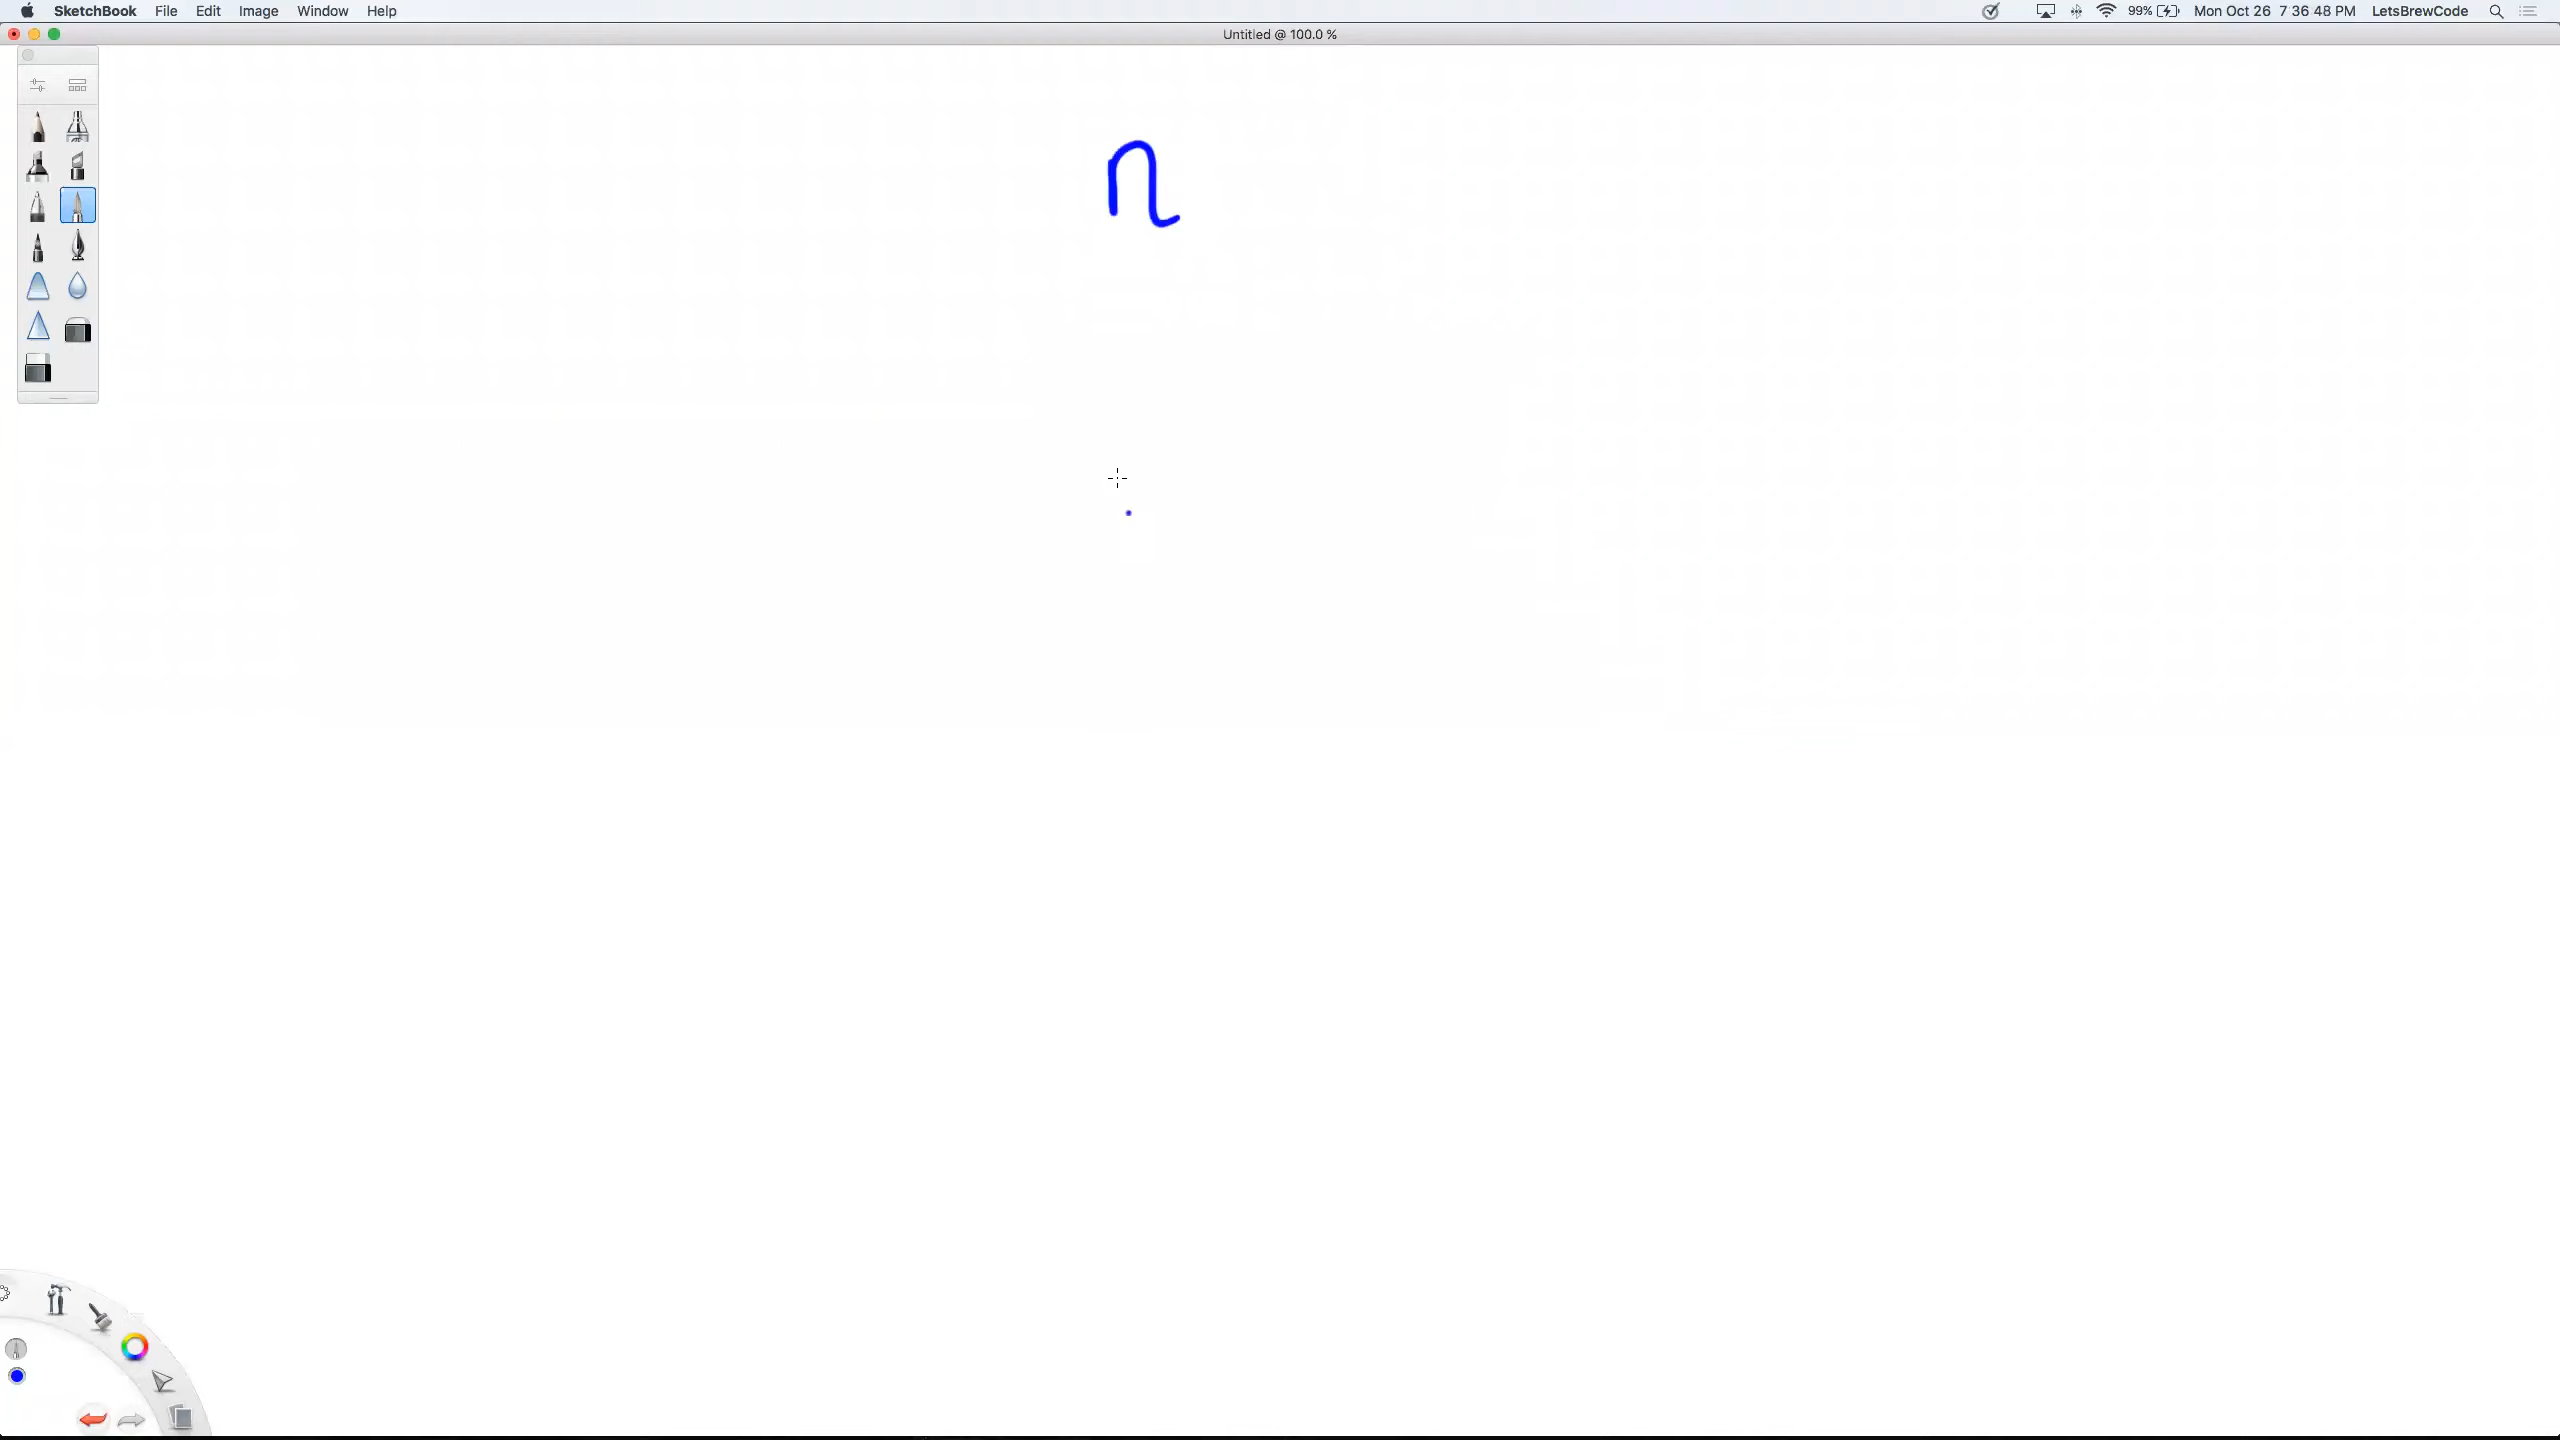 SketchBook File Edit Image Window Help 99% Mon Oct 26 7:36:48 PM LetsBrewCode
Untitled @ 100.0 %
n